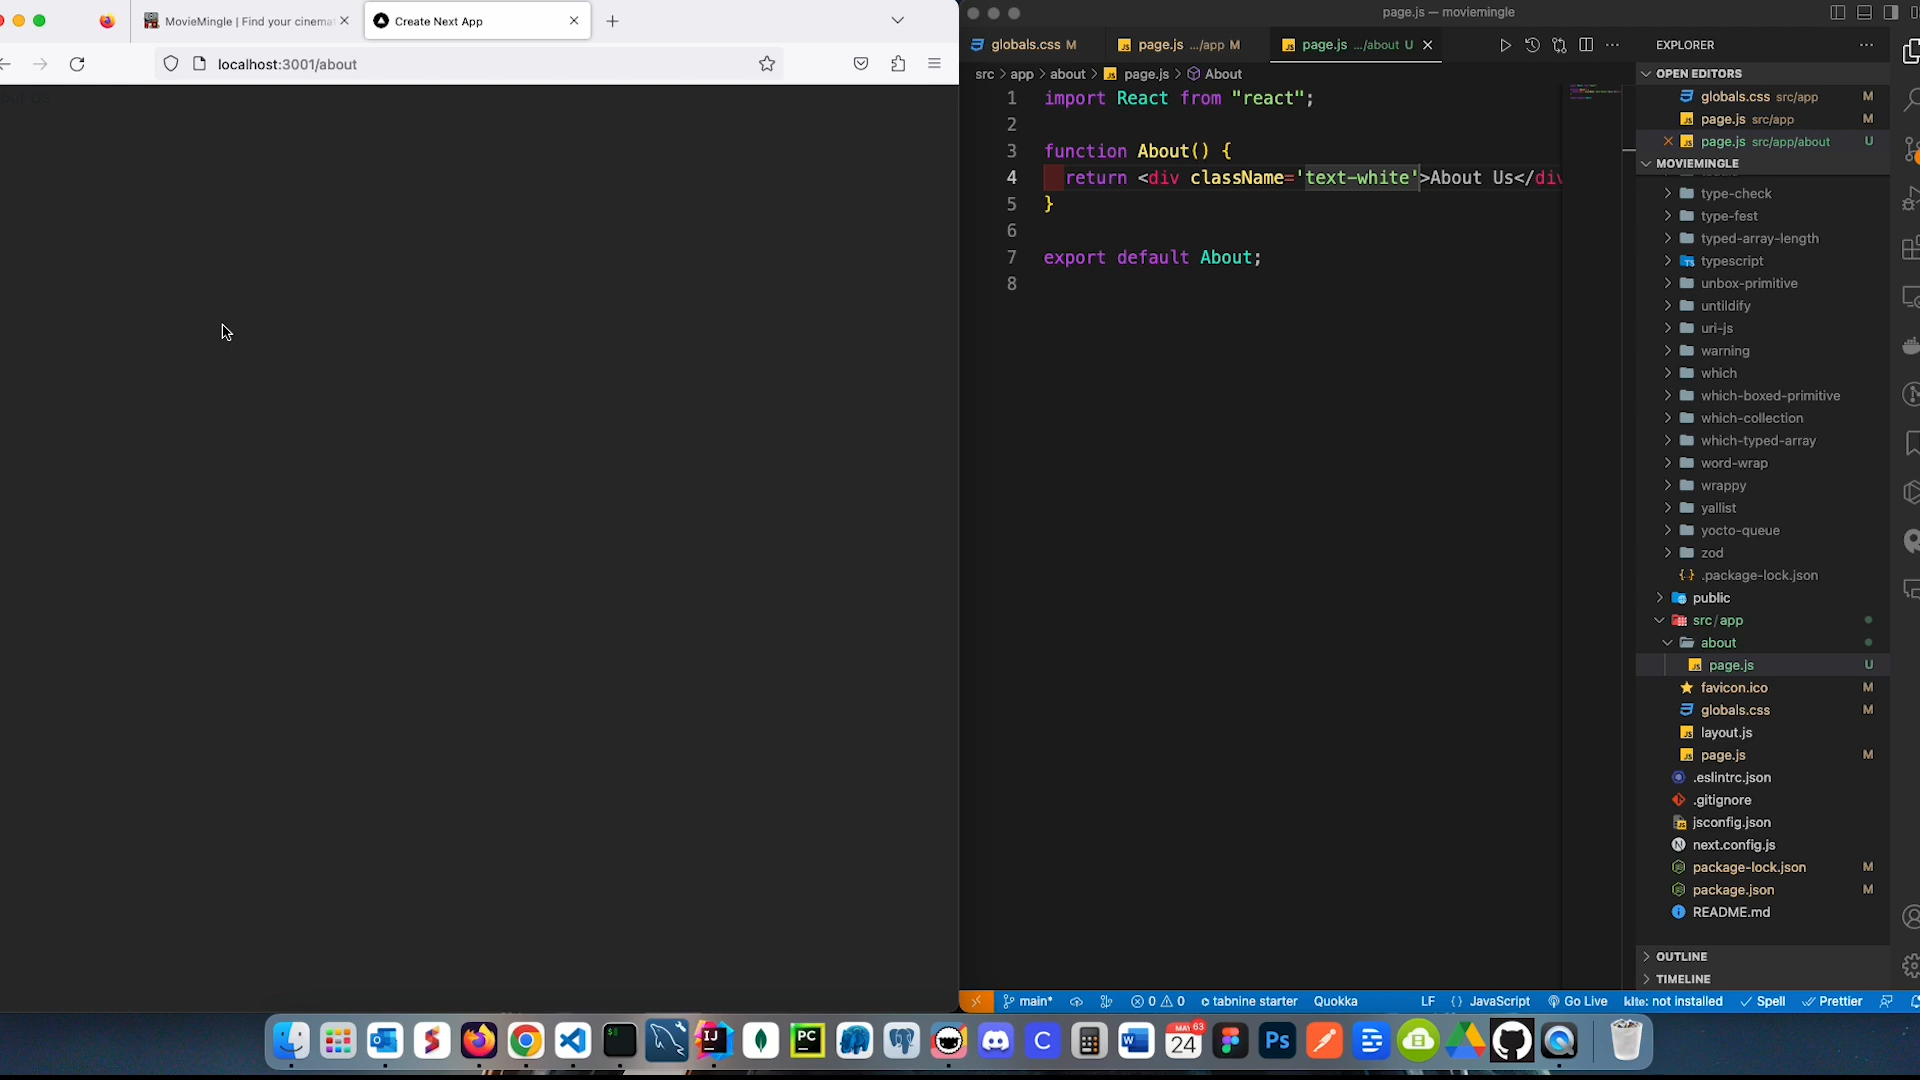 MovieMingle | Find your cinema
Create Next App
localhost:3001/about
page.js — moviemingle
globals.css M
page.js .../app M
page.js .../about U
src > app > about > page.js > About
1 import React from "react";
2
3 function About() {
4 return <div className='text-white'>About Us</div
5 }
6
7 export default About;
8
EXPLORER
OPEN EDITORS
globals.css src/app M
page.js src/app M
page.js src/app/about U
MOVIEMINGLE
type-check
type-fest
typed-array-length
typescript
unbox-primitive
untildify
uri-js
warning
which
which-boxed-primitive
which-collection
which-typed-array
word-wrap
wrappy
yallist
yocto-queue
zod
.package-lock.json
public
src/app
about
page.js U
favicon.ico M
globals.css M
layout.js
page.js M
.eslintrc.json
.gitignore
jsconfig.json
next.config.js
package-lock.json M
package.json M
README.md
OUTLINE
TIMELINE
main* 0 0 tabnine starter Quokka LF {} JavaScript Go Live kite: not installed Spell Prettier
IJ PC C W MAY 24 63 Ps